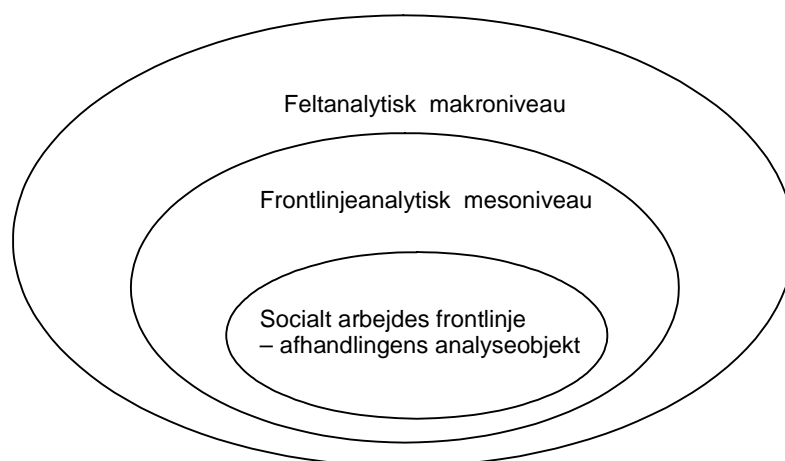 Feltanalytisk makroniveau
Frontlinjeanalytisk mesoniveau
Socialt arbejdes frontlinje
– afhandlingens analyseobjekt